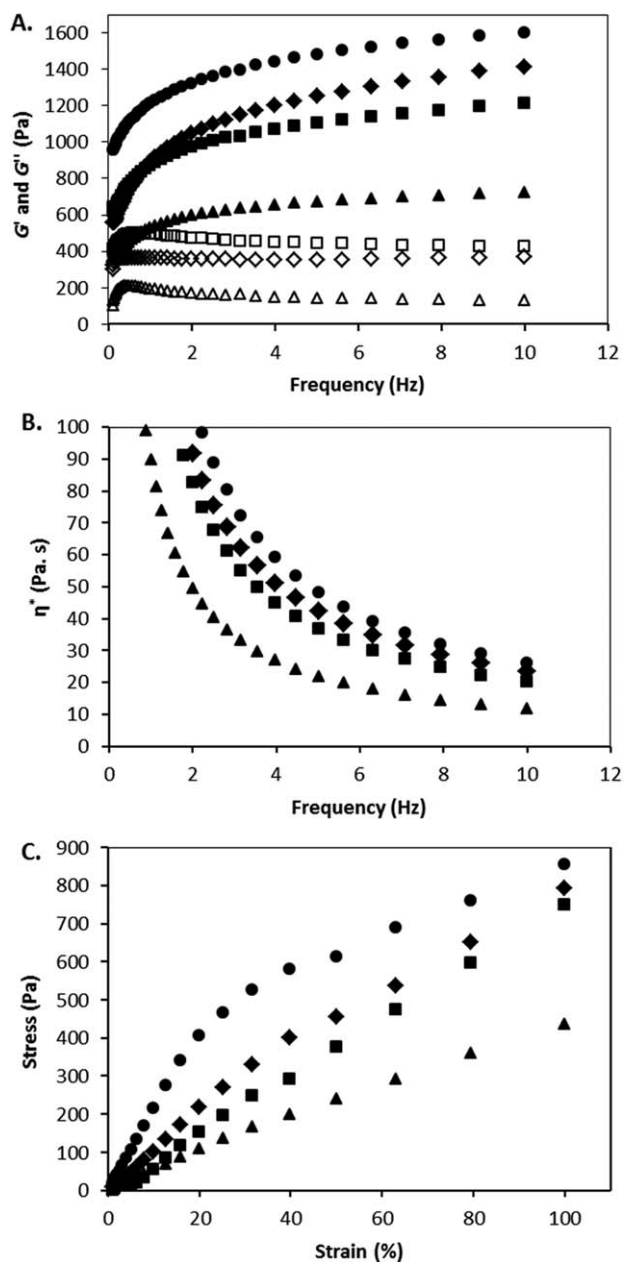 A.
G' and G'' (Pa)
1600
1400
1200
1000
800
600
400
200
0
0 2 4 6 8 10 12
Frequency (Hz)
B.
η* (Pa. s)
100
90
80
70
60
50
40
30
20
10
0
0 2 4 6 8 10 12
Frequency (Hz)
C.
Stress (Pa)
900
800
700
600
500
400
300
200
100
0
0 20 40 60 80 100
Strain (%)